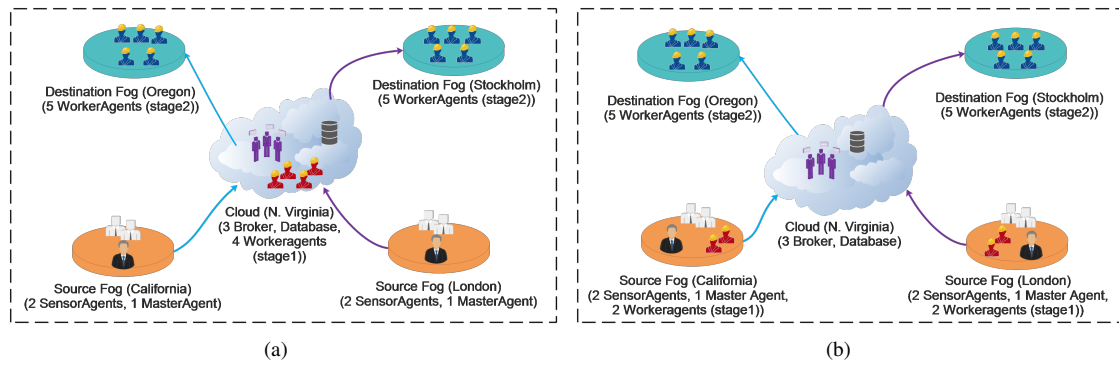 Destination Fog (Oregon)
(5 WorkerAgents (stage2))
Destination Fog (Stockholm)
(5 WorkerAgents (stage2))
Cloud (N. Virginia)
(3 Broker, Database,
4 Workeragents
(stage1))
Source Fog (California)
(2 SensorAgents, 1 MasterAgent)
Source Fog (London)
(2 SensorAgents, 1 MasterAgent)
(a)
Destination Fog (Oregon)
(5 WorkerAgents (stage2))
Destination Fog (Stockholm)
(5 WorkerAgents (stage2))
Cloud (N. Virginia)
(3 Broker, Database)
Source Fog (California)
(2 SensorAgents, 1 Master Agent,
2 Workeragents (stage1))
Source Fog (London)
(2 SensorAgents, 1 Master Agent,
2 Workeragents (stage1))
(b)